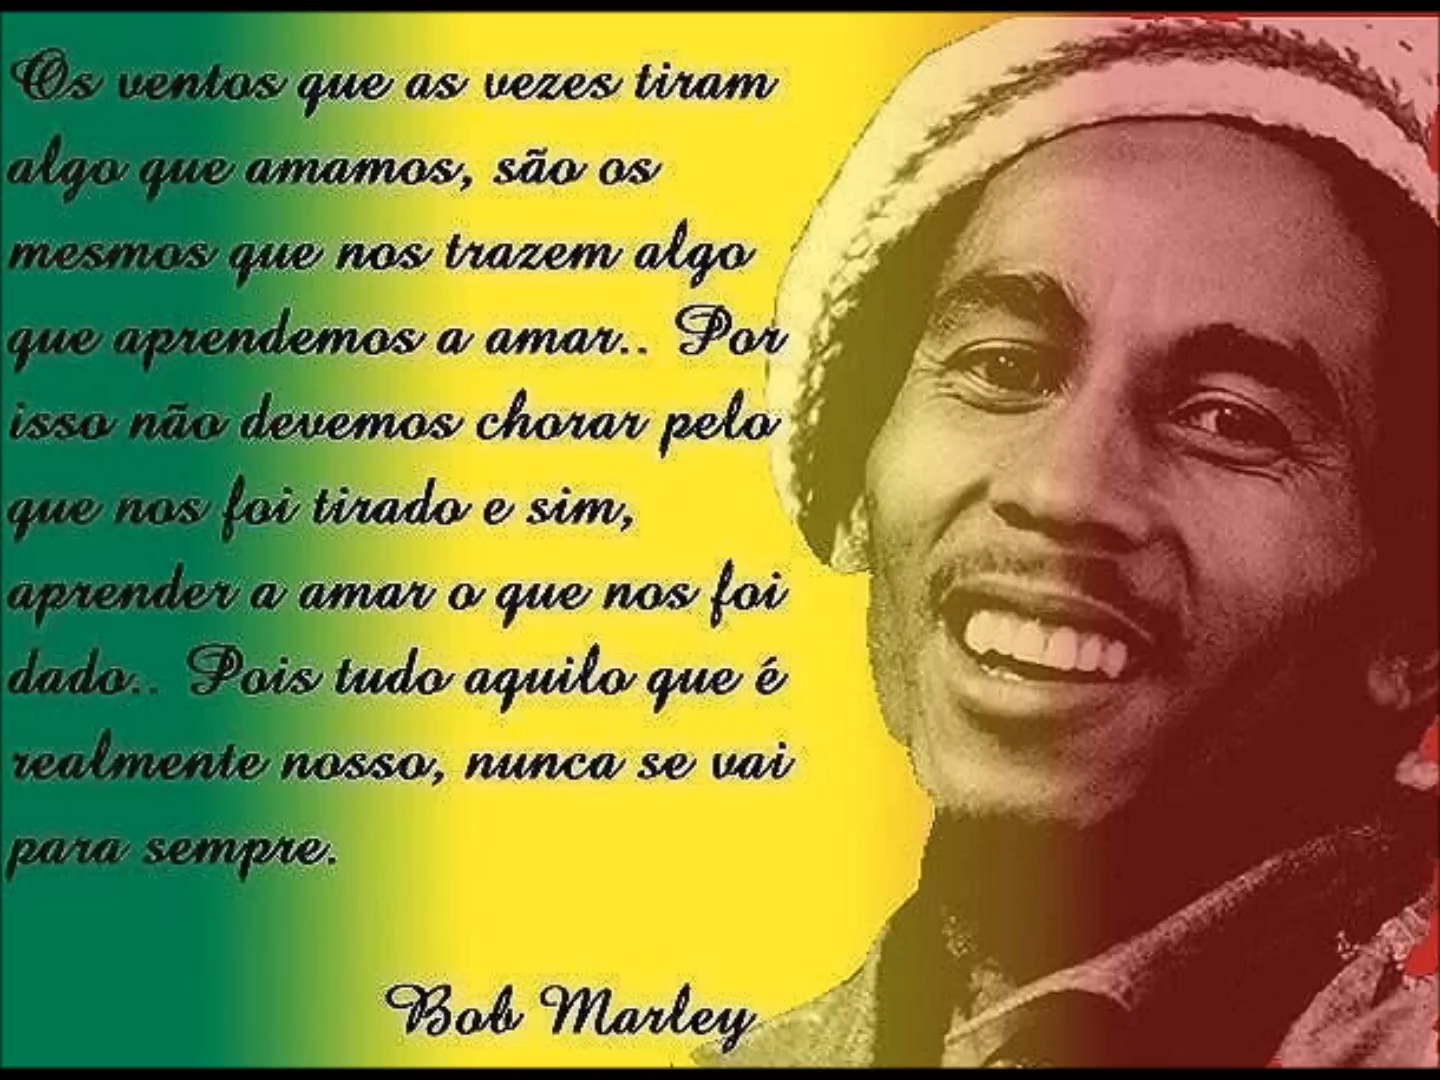 Os ventos que as vezes tiram
algo que amamos, são os
mesmos que nos trazem algo
que aprendemos a amar.. Por
isso não devemos chorar pelo
que nos foi tirado e sim,
aprender a amar o que nos foi
dado.. Pois tudo aquilo que é
realmente nosso, nunca se vai
para sempre.
Bob Marley